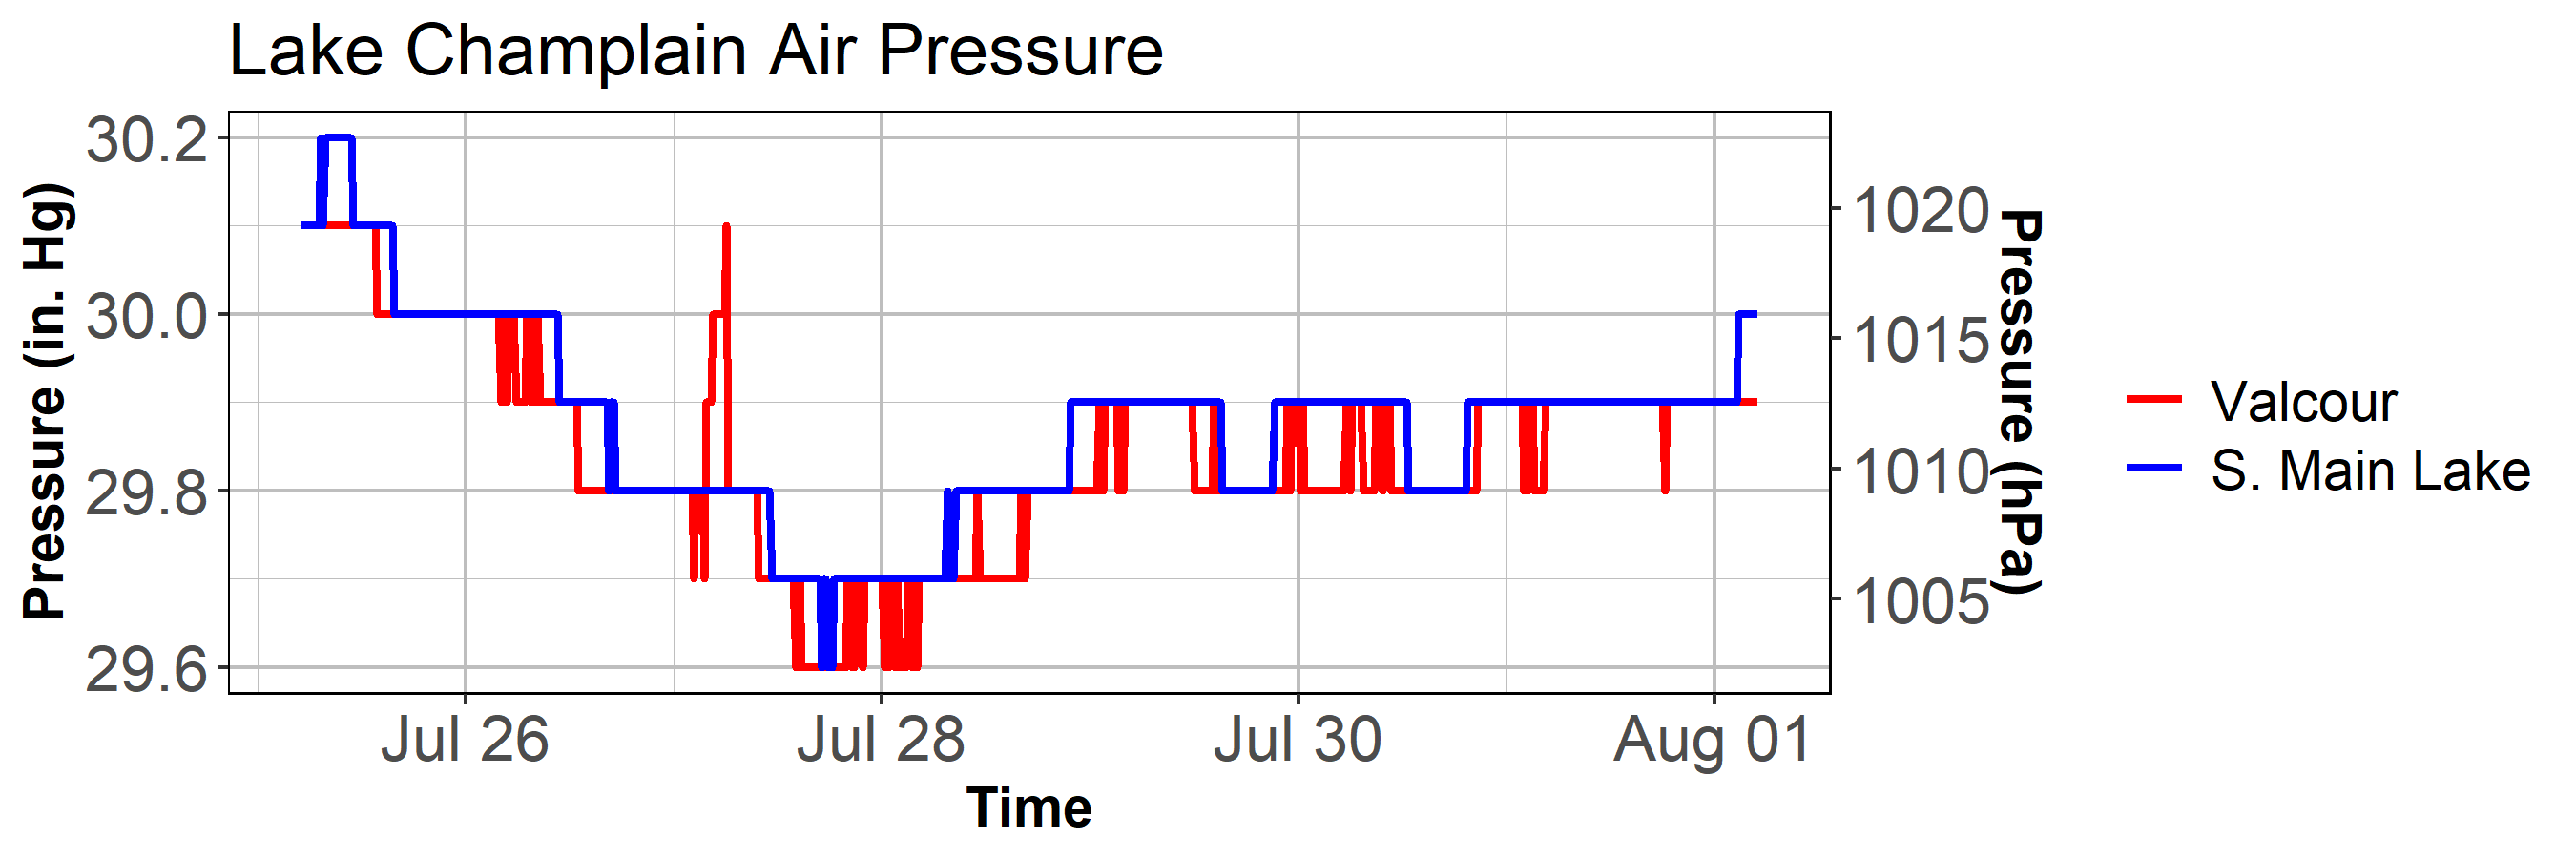 Lake Champlain Air Pressure
30.2
30.0
29.8
29.6
Pressure (in. Hg)
1020
1015
1010
1005
Pressure (hPa)
Jul 26
Jul 28
Jul 30
Aug 01
Time
Valcour
S. Main Lake